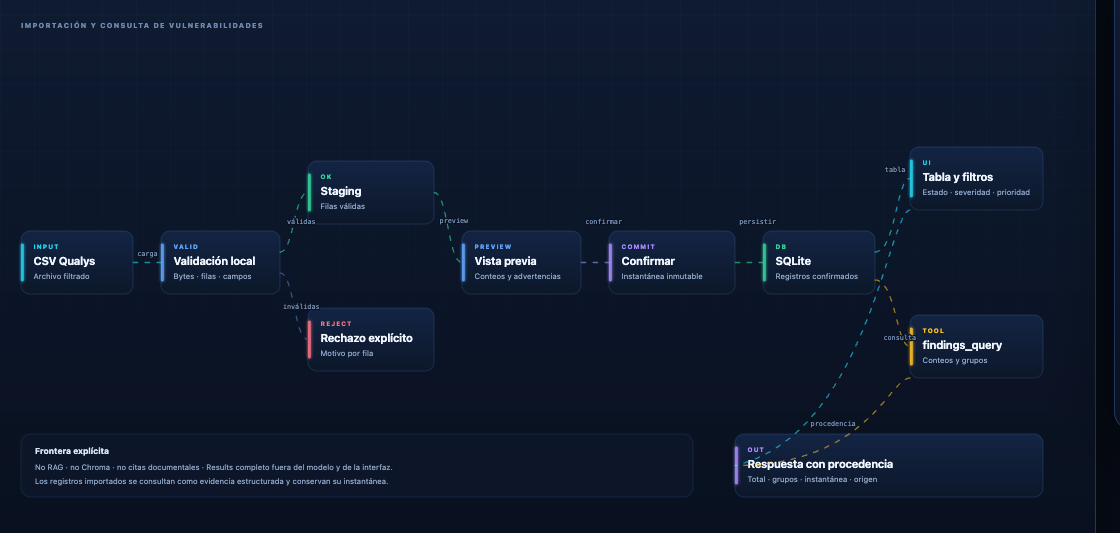 IMPORTACIÓN Y CONSULTA DE VULNERABILIDADES
INPUT
CSV Qualys
Archivo filtrado
carga
VALID
Validación local
Bytes · filas · campos
válidas
OK
Staging
Filas válidas
inválidas
REJECT
Rechazo explícito
Motivo por fila
preview
PREVIEW
Vista previa
Conteos y advertencias
confirmar
COMMIT
Confirmar
Instantánea inmutable
persistir
DB
SQLite
Registros confirmados
tabla
UI
Tabla y filtros
Estado · severidad · prioridad
consulta
TOOL
findings_query
Conteos y grupos
procedencia
OUT
Respuesta con procedencia
Total · grupos · instantánea · origen
Frontera explícita
No RAG · no Chroma · no citas documentales · Results completo fuera del modelo y de la interfaz.
Los registros importados se consultan como evidencia estructurada y conservan su instantánea.